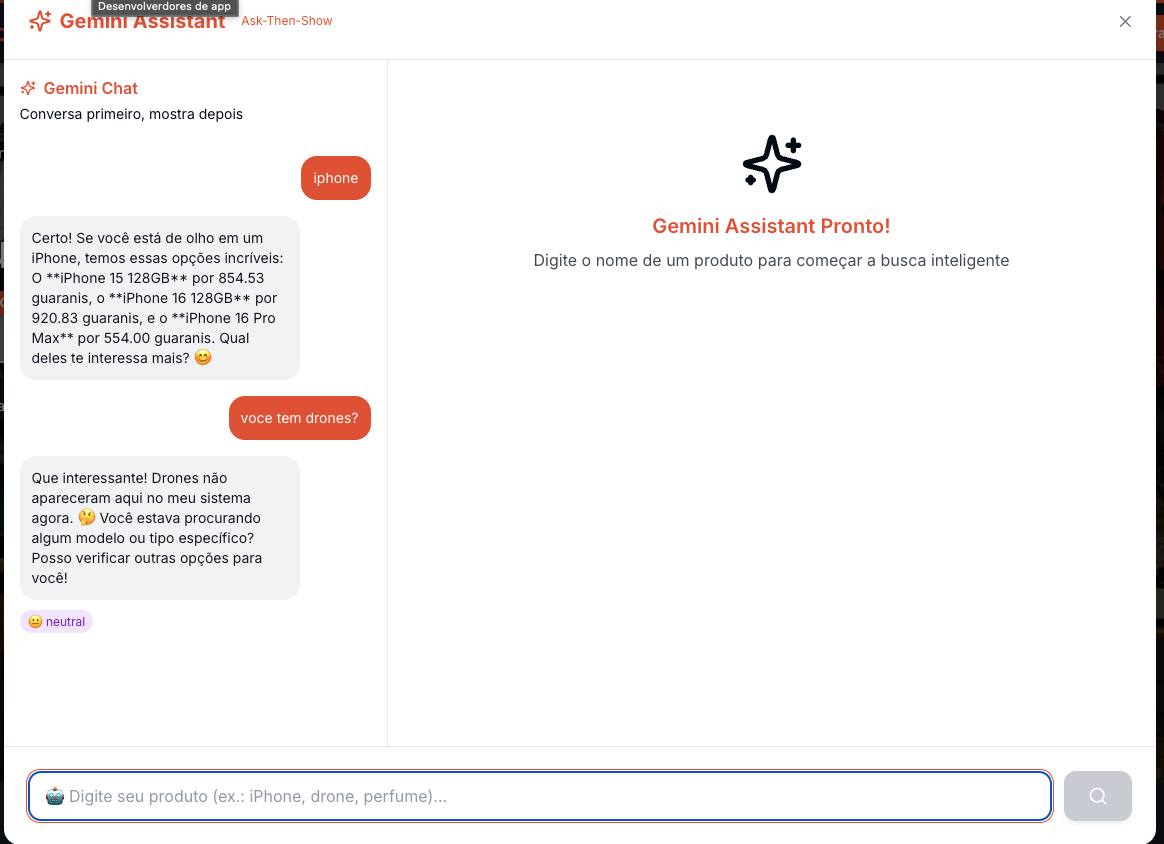 Desenvolvedores de app
Gemini Assistant Ask-Then-Show
Gemini Chat
Conversa primeiro, mostra depois
iphone
Certo! Se você está de olho em um
iPhone, temos essas opções incríveis:
O **iPhone 15 128GB** por 854.53
guaranis, o **iPhone 16 128GB** por
920.83 guaranis, e o **iPhone 16 Pro
Max** por 554.00 guaranis. Qual
deles te interessa mais? 😊
voce tem drones?
Que interessante! Drones não
apareceram aqui no meu sistema
agora. 🤔 Você estava procurando
algum modelo ou tipo específico?
Posso verificar outras opções para
você!
😐 neutral
Gemini Assistant Pronto!
Digite o nome de um produto para começar a busca inteligente
🤖 Digite seu produto (ex.: iPhone, drone, perfume)...